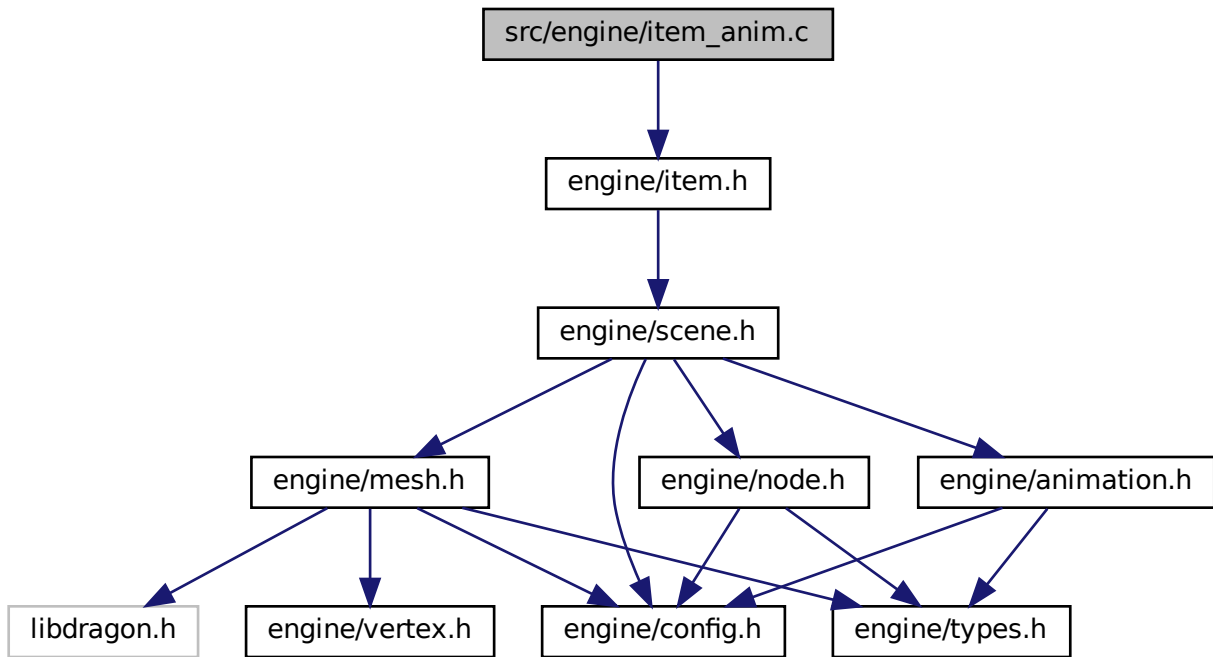 src/engine/item_anim.c
engine/item.h
engine/scene.h
engine/mesh.h
engine/node.h
engine/animation.h
libdragon.h
engine/vertex.h
engine/config.h
engine/types.h